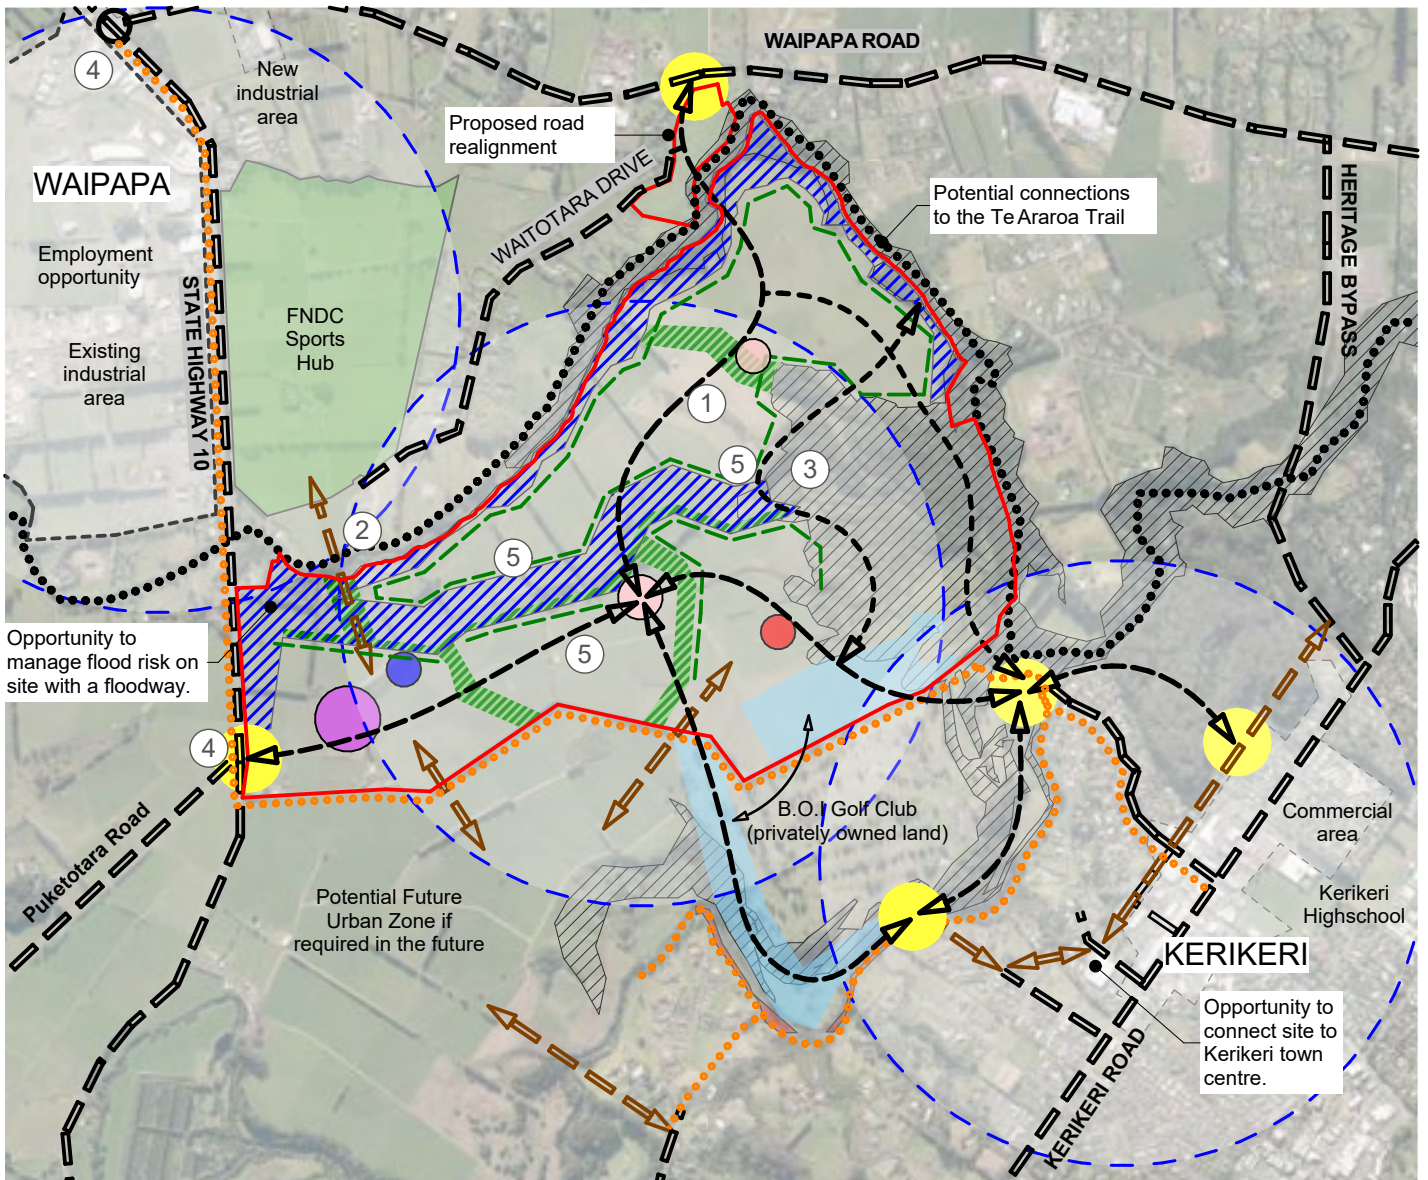 WAIPAPA ROAD
4
New
industrial
area
Proposed road
realignment
WAIPAPA
WAITOTARA DRIVE
Potential connections
to the Te Araroa Trail
HERITAGE BYPASS
Employment
opportunity
STATE HIGHWAY 10
FNDC
Sports
Hub
Existing
industrial
area
1
5
3
2
5
Opportunity to
manage flood risk on
site with a floodway.
5
4
Puketotara Road
B.O.I Golf Club
(privately owned land)
Commercial
area
Potential Future
Urban Zone if
required in the future
Kerikeri
Highschool
KERIKERI
Opportunity to
connect site to
Kerikeri town
centre.
KERIKERI ROAD